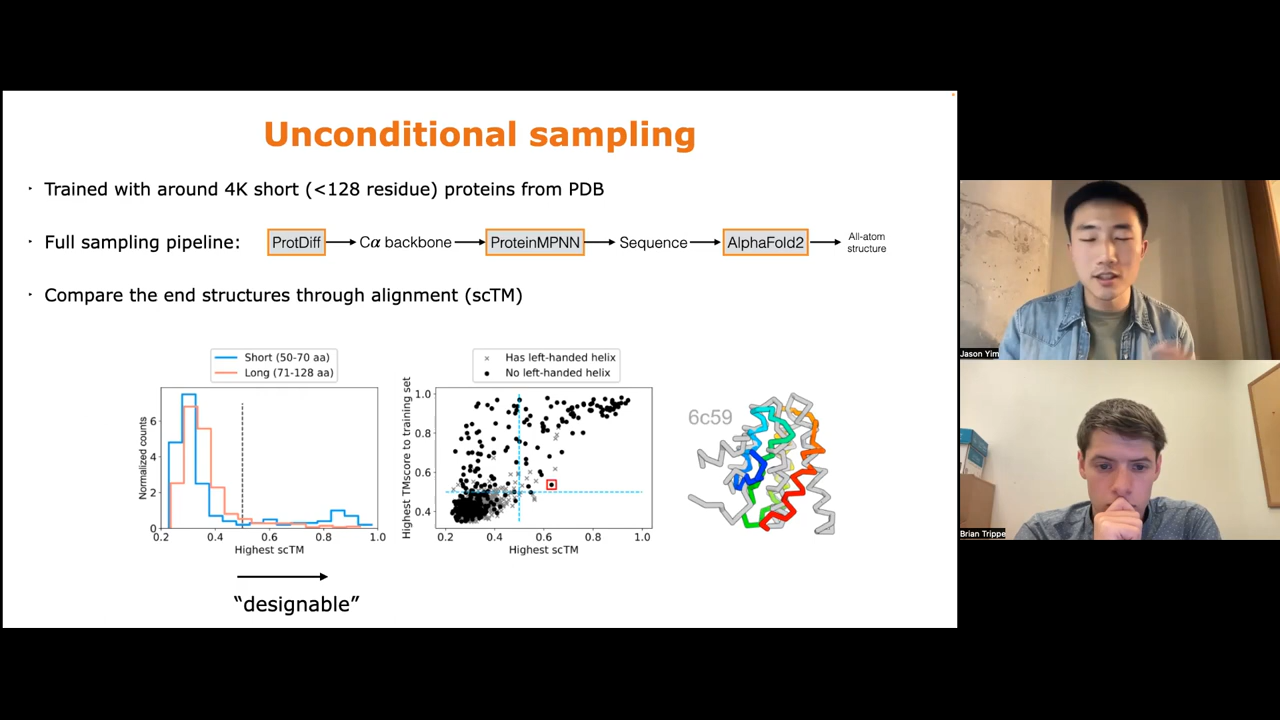 Unconditional sampling
‣ Trained with around 4K short (<128 residue) proteins from PDB
‣ Full sampling pipeline:
ProtDiff
Cα backbone
ProteinMPNN
Sequence
AlphaFold2
All-atom
structure
‣ Compare the end structures through alignment (scTM)
Short (50-70 aa)
Long (71-128 aa)
Normalized counts
6
4
2
0
0.2 0.4 0.6 0.8 1.0
Highest scTM
"designable"
Has left-handed helix
No left-handed helix
Highest TMscore to training set
1.0
0.8
0.6
0.4
0.2 0.4 0.6 0.8 1.0
Highest scTM
6c59
Jason Yim
Brian Trippe